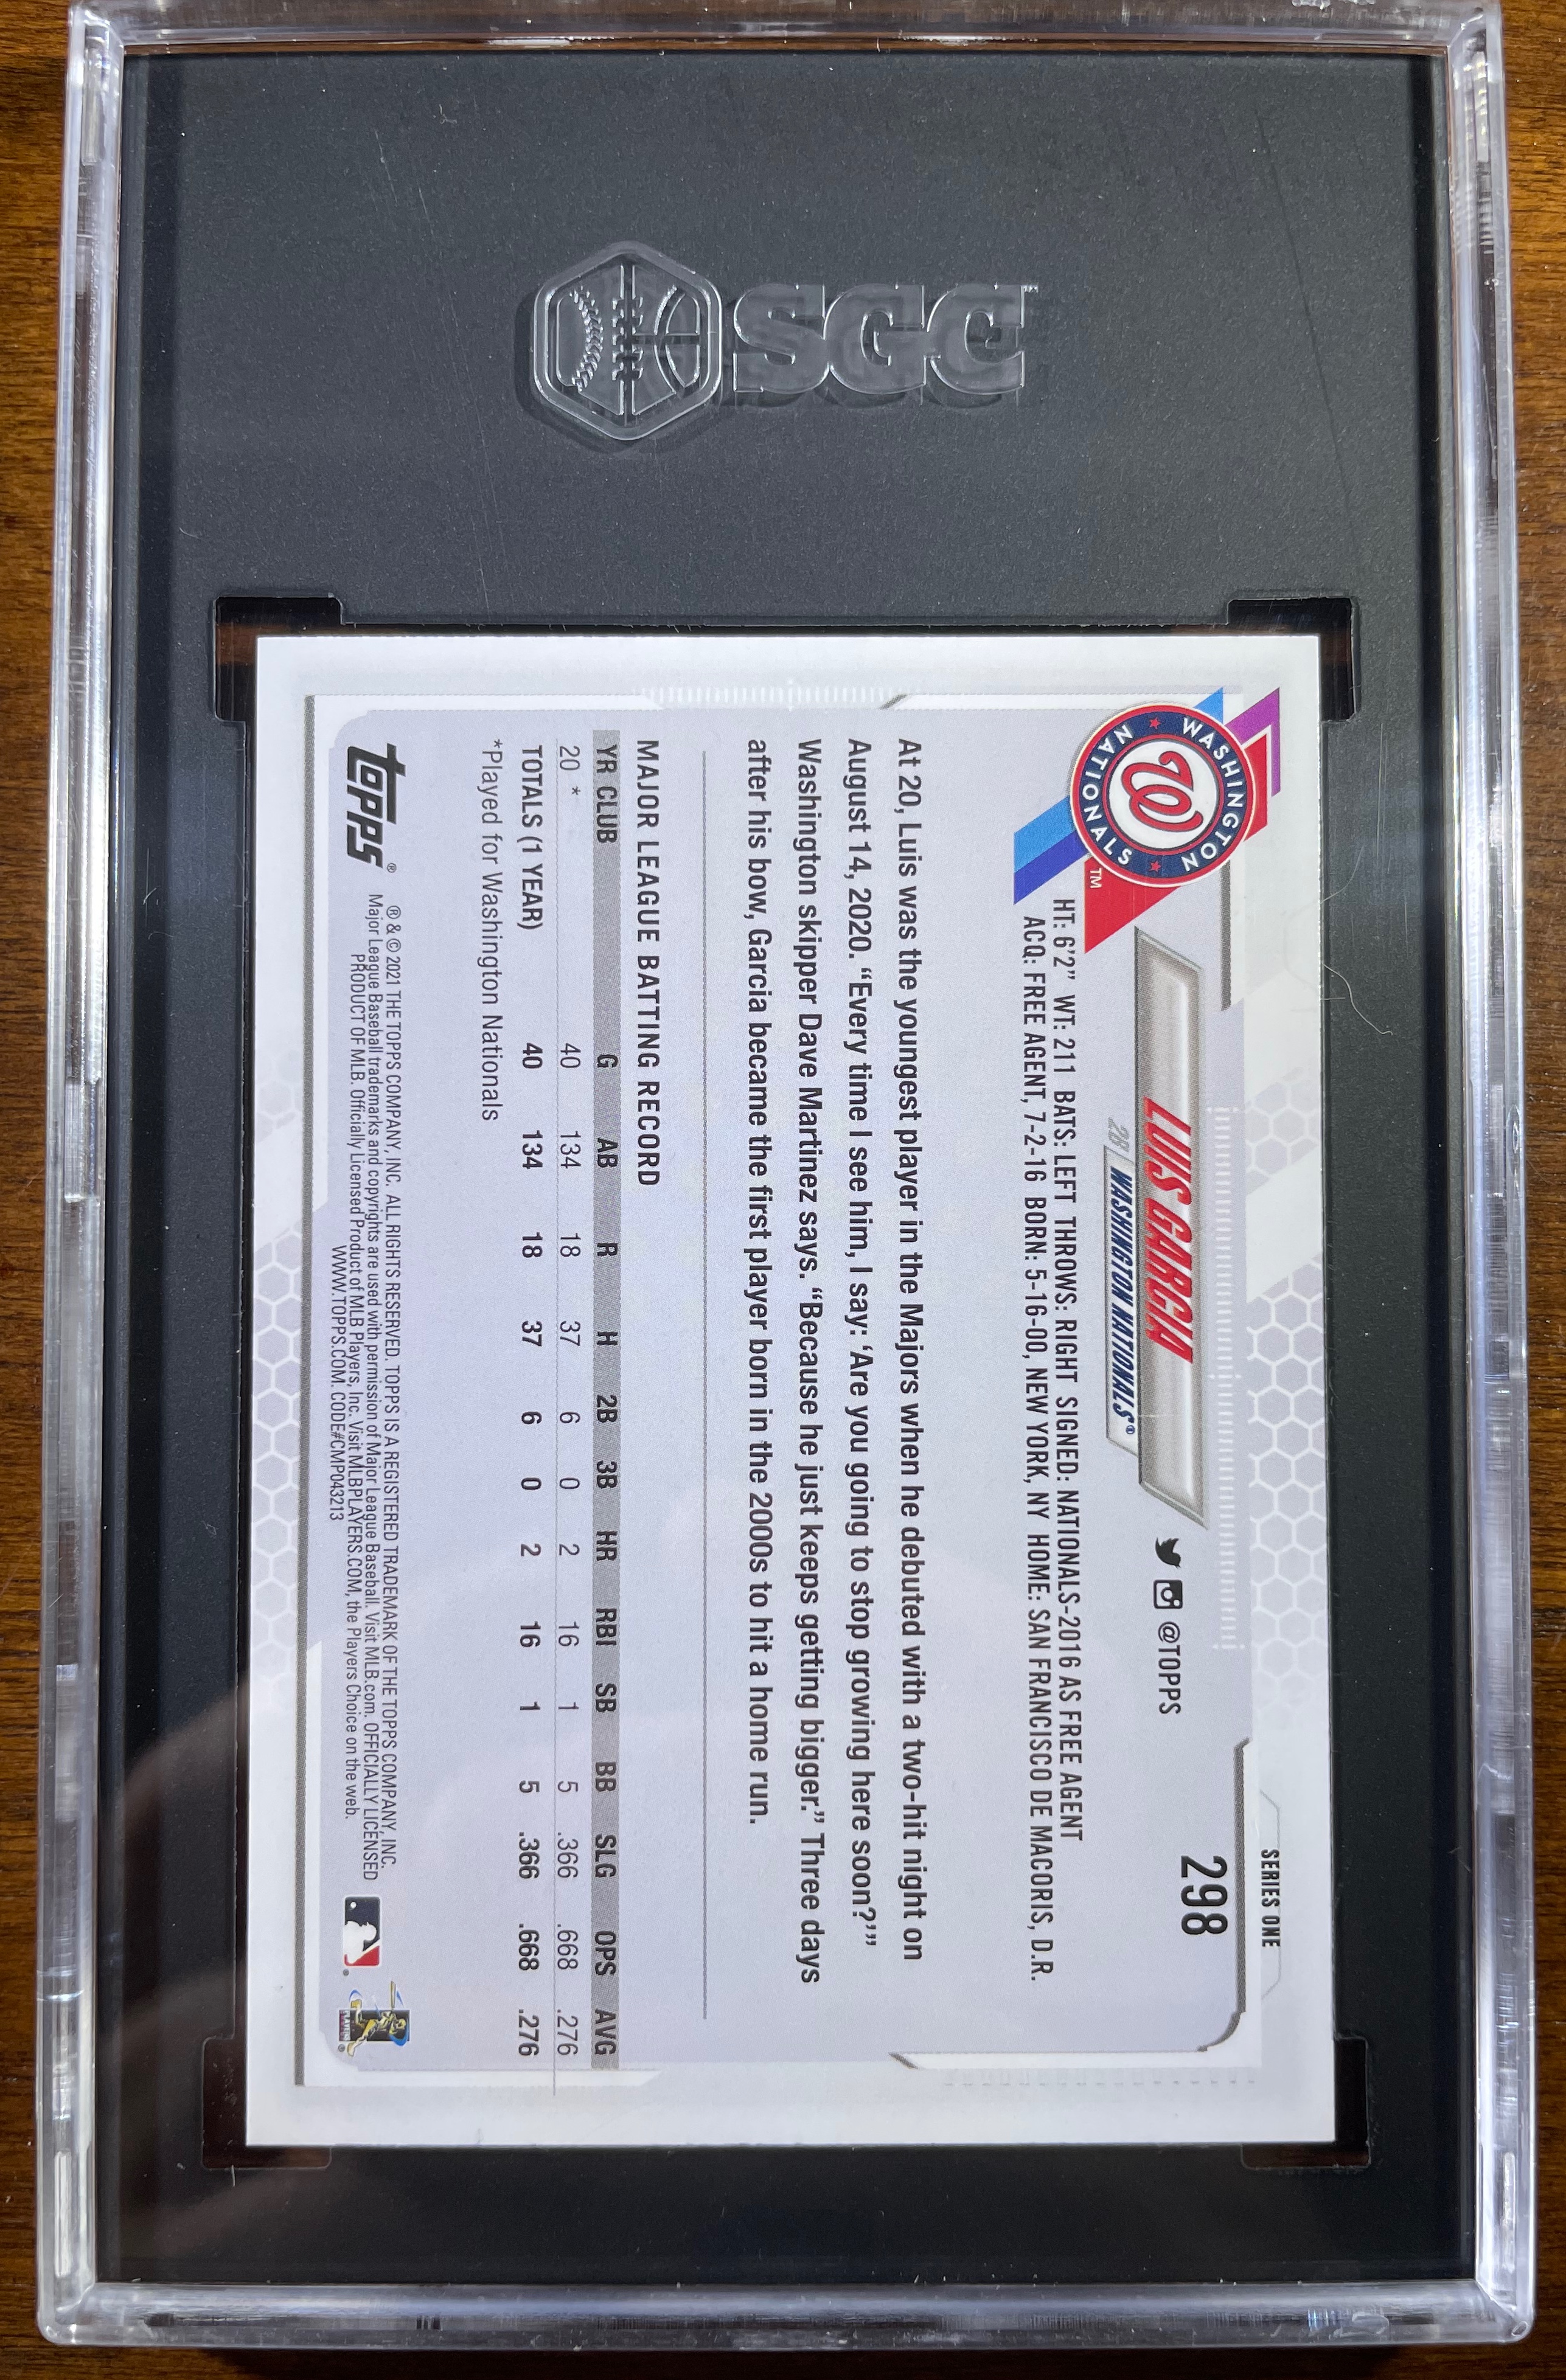 SGC
SERIES ONE
298
WASHINGTON
NATIONALS
W
TM
LUIS GARCIA
@TOPPS
2B WASHINGTON NATIONALS®
HT: 6'2" WT: 211 BATS: LEFT THROWS: RIGHT SIGNED: NATIONALS-2016 AS FREE AGENT
ACQ: FREE AGENT, 7-2-16 BORN: 5-16-00, NEW YORK, NY HOME: SAN FRANCISCO DE MACORIS, D.R.
At 20, Luis was the youngest player in the Majors when he debuted with a two-hit night on
August 14, 2020. “Every time I see him, I say: ‘Are you going to stop growing here soon?’”
Washington skipper Dave Martinez says. “Because he just keeps getting bigger.” Three days
after his bow, Garcia became the first player born in the 2000s to hit a home run.
MAJOR LEAGUE BATTING RECORD
YR CLUB G AB R H 2B 3B HR RBI SB BB SLG OPS AVG
20 * 40 134 18 37 6 0 2 16 1 5 .366 .668 .276
TOTALS (1 YEAR) 40 134 18 37 6 0 2 16 1 5 .366 .668 .276
*Played for Washington Nationals
topps®
® & © 2021 THE TOPPS COMPANY, INC. ALL RIGHTS RESERVED. TOPPS IS A REGISTERED TRADEMARK OF THE TOPPS COMPANY, INC.
Major League Baseball trademarks and copyrights are used with permission of Major League Baseball. Visit MLB.com. OFFICIALLY LICENSED
PRODUCT OF MLB. Officially Licensed Product of MLB Players, Inc. Visit MLBPLAYERS.COM, the Players Choice on the web.
WWW.TOPPS.COM. CODE#CMP043213